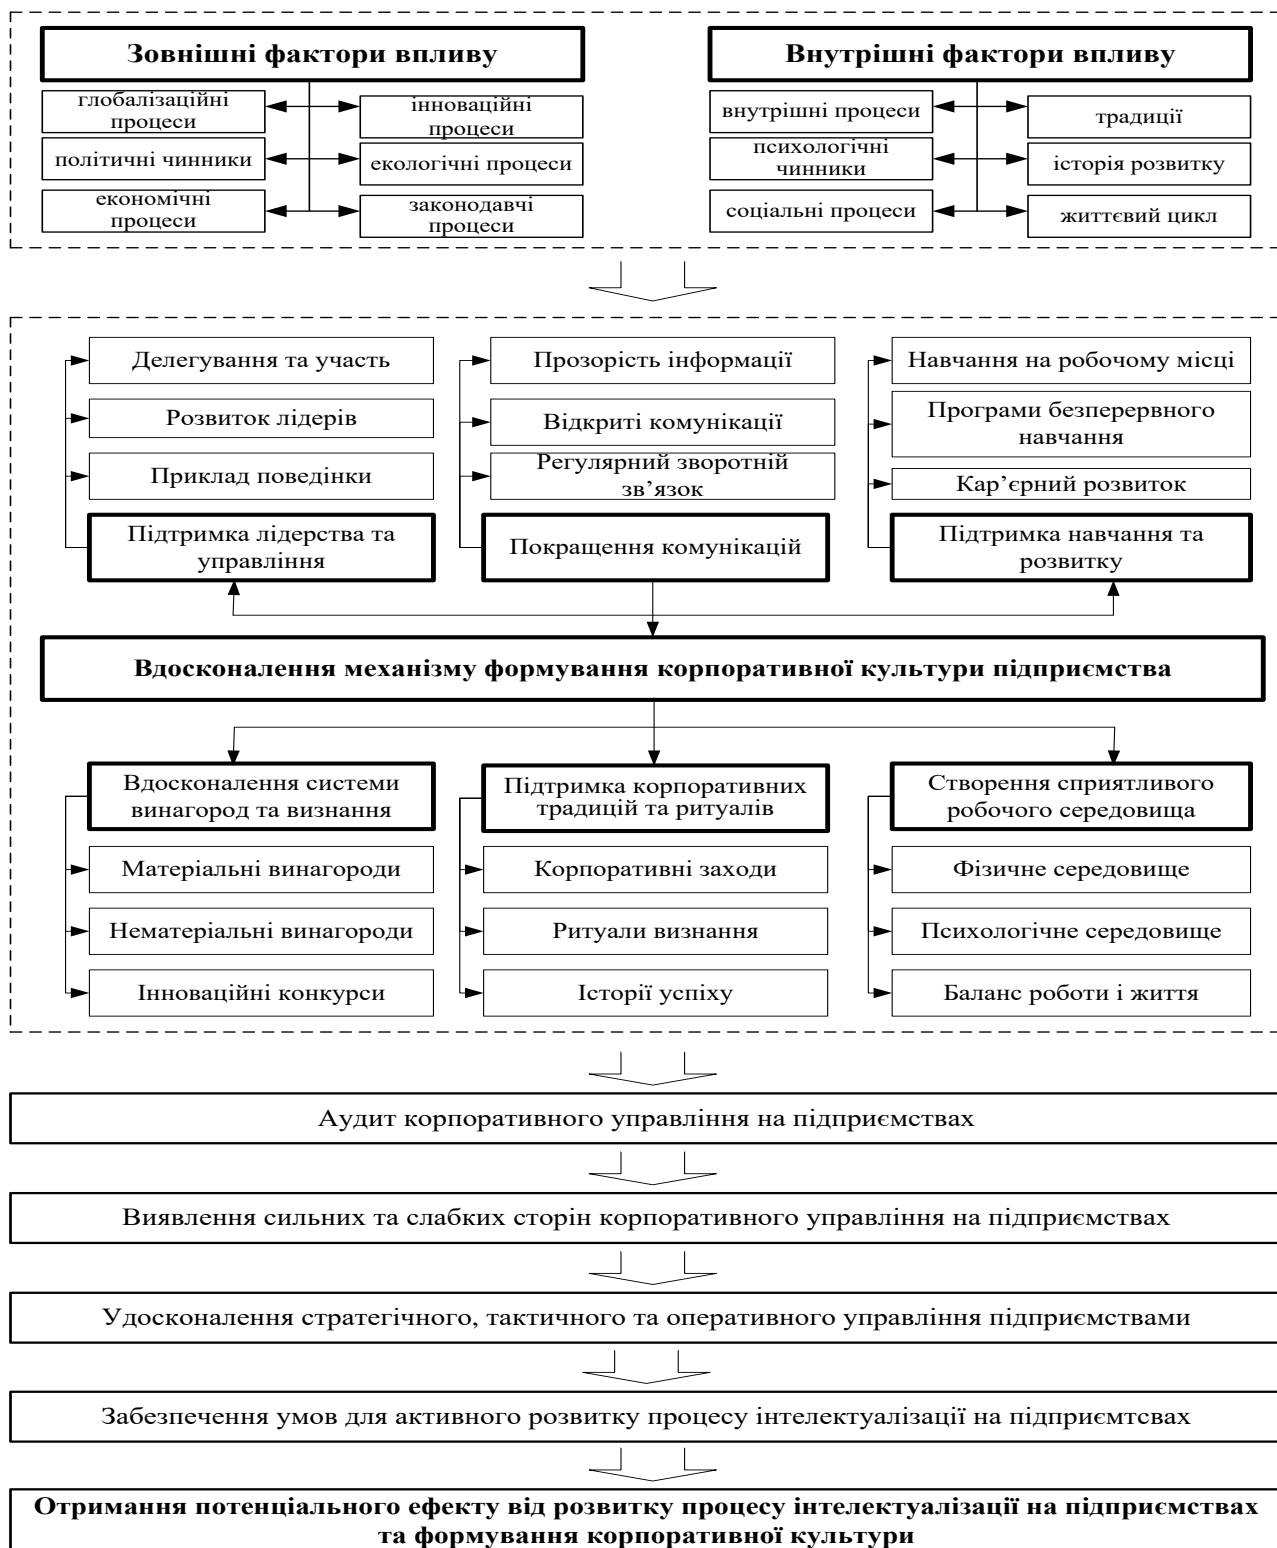 Зовнішні фактори впливу
Внутрішні фактори впливу
глобалізаційні
процеси
інноваційні
процеси
внутрішні процеси
традиції
політичні чинники
екологічні процеси
психологічні
чинники
історія розвитку
економічні
процеси
законодавчі
процеси
соціальні процеси
життєвий цикл
Делегування та участь
Прозорість інформації
Навчання на робочому місці
Розвиток лідерів
Відкриті комунікації
Програми безперервного
навчання
Приклад поведінки
Регулярний зворотній
зв'язок
Кар'єрний розвиток
Підтримка лідерства та
управління
Покращення комунікацій
Підтримка навчання та
розвитку
Вдосконалення механізму формування корпоративної культури підприємства
Вдосконалення системи
винагород та визнання
Підтримка корпоративних
традицій та ритуалів
Створення сприятливого
робочого середовища
Матеріальні винагороди
Корпоративні заходи
Фізичне середовище
Нематеріальні винагороди
Ритуали визнання
Психологічне середовище
Інноваційні конкурси
Історії успіху
Баланс роботи і життя
Аудит корпоративного управління на підприємствах
Виявлення сильних та слабких сторін корпоративного управління на підприємствах
Удосконалення стратегічного, тактичного та оперативного управління підприємствами
Забезпечення умов для активного розвитку процесу інтелектуалізації на підприємтсвах
Отримання потенціального ефекту від розвитку процесу інтелектуалізації на підприємствах
та формування корпоративної культури